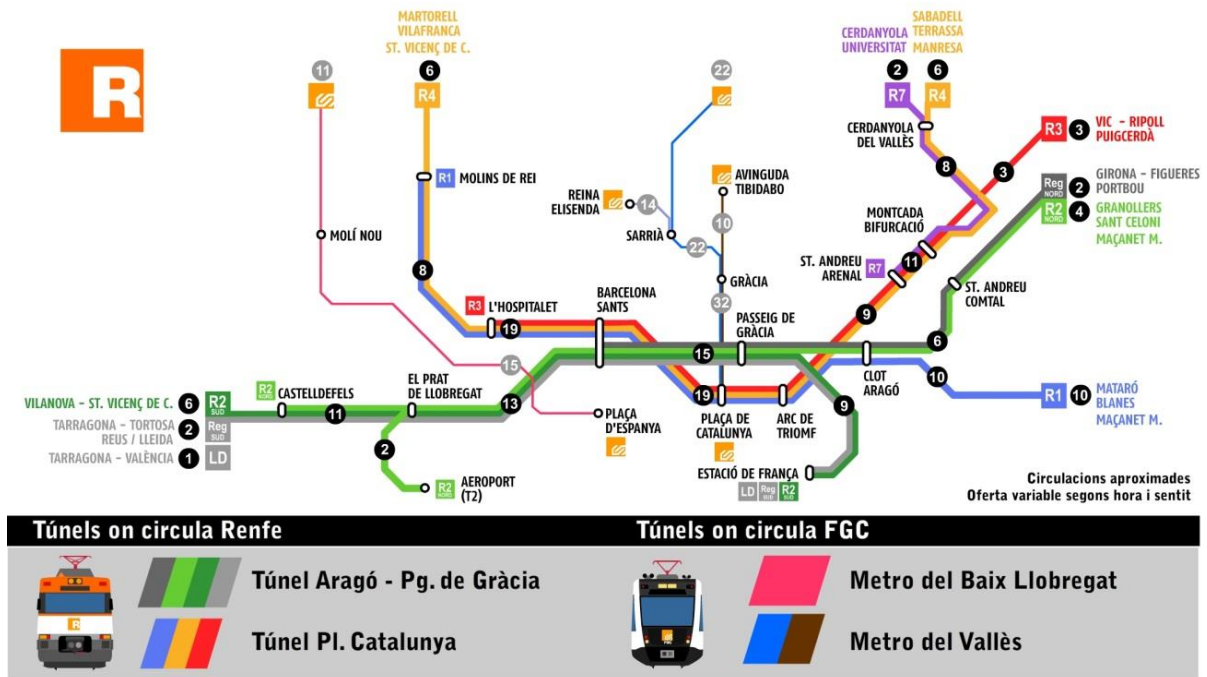 R
11
MARTORELL
VILAFRANCA
ST. VICENÇ DE C.
6
R4
22
CERDANYOLA
UNIVERSITAT
2
R7
SABADELL
TERRASSA
MANRESA
6
R4
R1 MOLINS DE REI
REINA
ELISENDA
14
AVINGUDA
TIBIDABO
10
CERDANYOLA
DEL VALLÈS
8
3
R3 3 VIC - RIPOLL
PUIGCERDÀ
Reg
NORD
2
GIRONA - FIGUERES
PORTBOU
R2
NORD
4
GRANOLLERS
SANT CELONI
MAÇANET M.
MOLÍ NOU
SARRIÀ
22
MONTCADA
BIFURCACIÓ
8
R3 L'HOSPITALET
19
BARCELONA
SANTS
GRÀCIA
32
ST. ANDREU
ARENAL
R7
11
ST. ANDREU
COMTAL
PASSEIG DE
GRÀCIA
9
6
15
15
CLOT
ARAGÓ
10
VILANOVA - ST. VICENÇ DE C. 6 R2
SUD
TARRAGONA - TORTOSA
REUS / LLEIDA
2
Reg
SUD
TARRAGONA - VALÈNCIA 1 LD
R2
NORD
CASTELLDEFELS
11
EL PRAT
DE LLOBREGAT
13
2
R2
NORD
AEROPORT
(T2)
PLAÇA
D'ESPANYA
19
PLAÇA DE
CATALUNYA
ARC DE
TRIOMF
9
ESTACIÓ DE FRANÇA
LD
Reg
SUD
R2
SUD
R1 10 MATARÓ
BLANES
MAÇANET M.
Circulacions aproximades
Oferta variable segons hora i sentit
Túnels on circula Renfe
Túnel Aragó - Pg. de Gràcia
R
Túnel Pl. Catalunya
Túnels on circula FGC
Metro del Baix Llobregat
Metro del Vallès